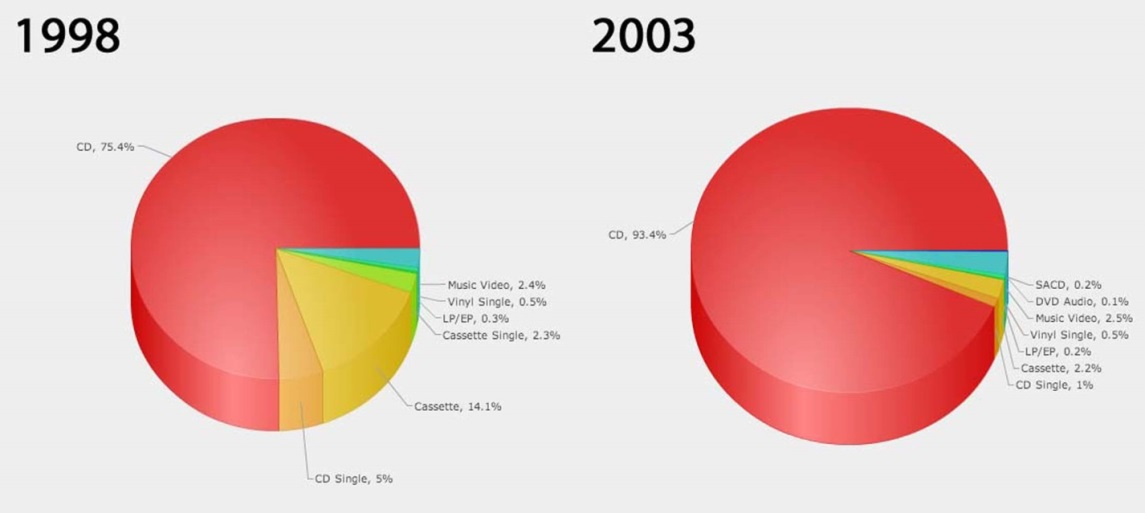 1998
CD, 75.4%
Music Video, 2.4%
Vinyl Single, 0.5%
LP/EP, 0.3%
Cassette Single, 2.3%
Cassette, 14.1%
CD Single, 5%
2003
CD, 93.4%
SACD, 0.2%
DVD Audio, 0.1%
Music Video, 2.5%
Vinyl Single, 0.5%
LP/EP, 0.2%
Cassette, 2.2%
CD Single, 1%